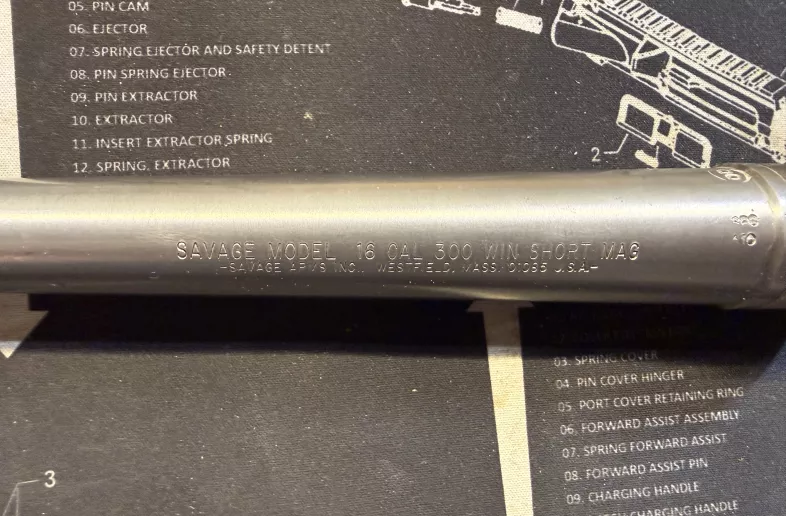 05. PIN CAM
06. EJECTOR
07. SPRING EJECTOR AND SAFETY DETENT
08. PIN SPRING EJECTOR
09. PIN EXTRACTOR
10. EXTRACTOR
11. INSERT EXTRACTOR SPRING
12. SPRING, EXTRACTOR
2
SAVAGE MODEL 16 CAL 300 WIN SHORT MAG
-SAVAGE ARMS INC., WESTFIELD, MASS. 01085 U.S.A.-
03. SPRING COVER
04. PIN COVER HINGER
05. PORT COVER RETAINING RING
06. FORWARD ASSIST ASSEMBLY
07. SPRING FORWARD ASSIST
08. FORWARD ASSIST PIN
09. CHARGING HANDLE
CHARGING HANDLE
3